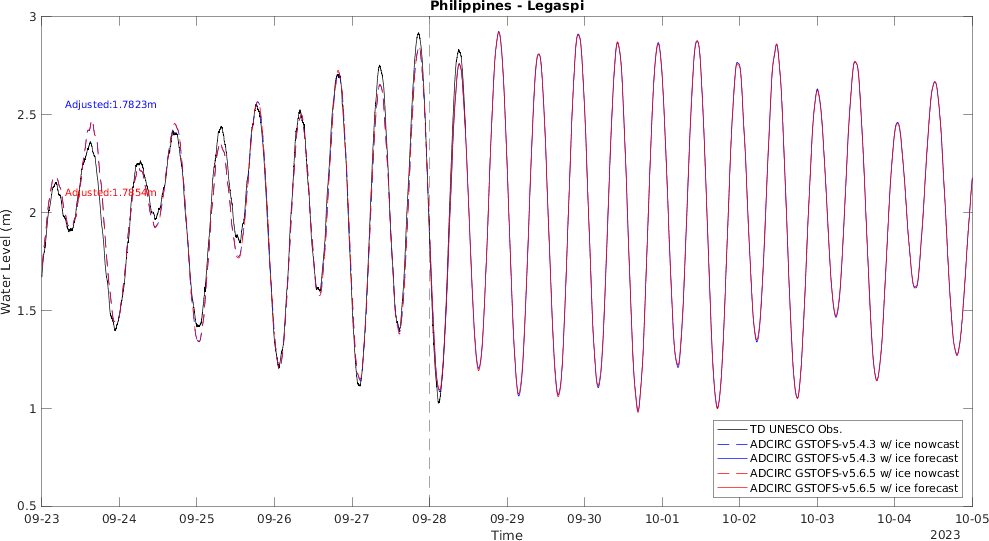 Philippines - Legaspi
3
2.5
2
1.5
1
0.5
Water Level (m)
Adjusted:1.7823m
Adjusted:1.7854m
TD UNESCO Obs.
ADCIRC GSTOFS-v5.4.3 w/ ice nowcast
ADCIRC GSTOFS-v5.4.3 w/ ice forecast
ADCIRC GSTOFS-v5.6.5 w/ ice nowcast
ADCIRC GSTOFS-v5.6.5 w/ ice forecast
09-23 09-24 09-25 09-26 09-27 09-28 09-29 09-30 10-01 10-02 10-03 10-04 10-05
Time
2023